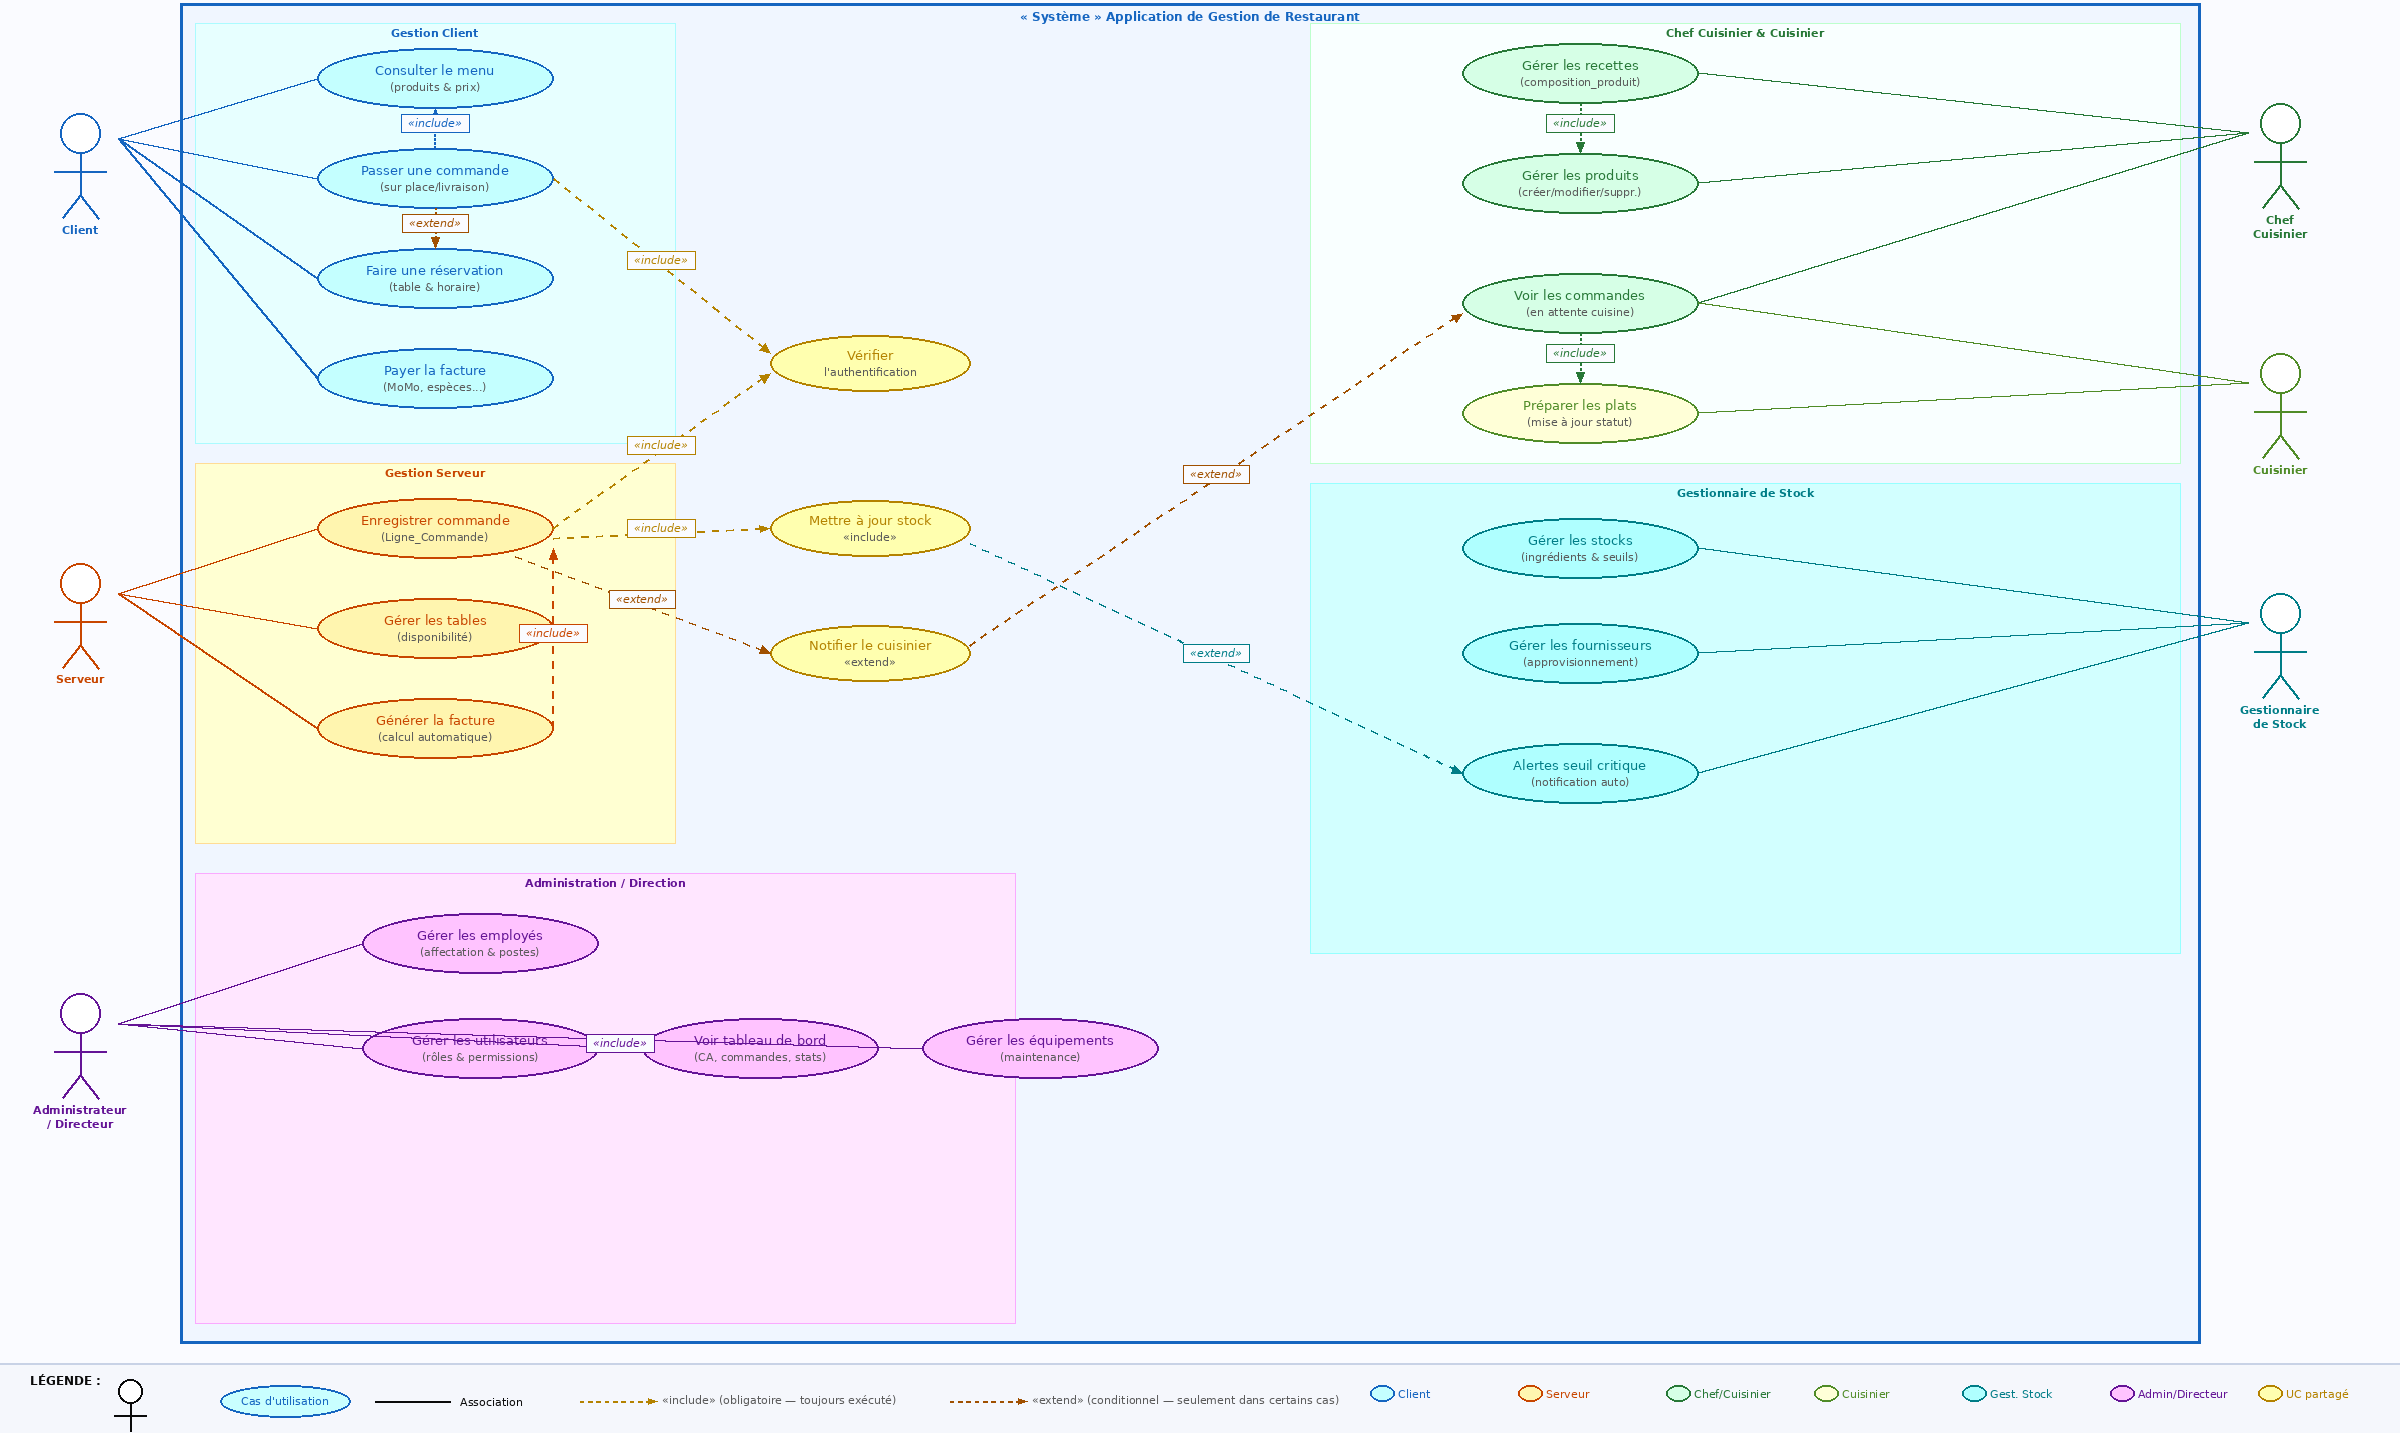 « Système » Application de Gestion de Restaurant
Gestion Client
Consulter le menu
(produits & prix)
«include»
Passer une commande
(sur place/livraison)
«extend»
Faire une réservation
(table & horaire)
Payer la facture
(MoMo, espèces...)
Client
«include»
Vérifier
l'authentification
«include»
Gestion Serveur
Enregistrer commande
(Ligne_Commande)
«include»
Mettre à jour stock
«include»
«extend»
Gérer les tables
(disponibilité)
«include»
Notifier le cuisinier
«extend»
Générer la facture
(calcul automatique)
Serveur
«extend»
«extend»
Chef Cuisinier & Cuisinier
Gérer les recettes
(composition_produit)
«include»
Gérer les produits
(créer/modifier/suppr.)
Voir les commandes
(en attente cuisine)
«include»
Préparer les plats
(mise à jour statut)
Chef
Cuisinier
Cuisinier
Gestionnaire de Stock
Gérer les stocks
(ingrédients & seuils)
Gérer les fournisseurs
(approvisionnement)
Alertes seuil critique
(notification auto)
Gestionnaire
de Stock
Administration / Direction
Gérer les employés
(affectation & postes)
Gérer les utilisateurs
(rôles & permissions)
«include»
Voir tableau de bord
(CA, commandes, stats)
Gérer les équipements
(maintenance)
Administrateur
/ Directeur
LÉGENDE :
Cas d'utilisation
Association
«include» (obligatoire — toujours exécuté)
«extend» (conditionnel — seulement dans certains cas)
Client
Serveur
Chef/Cuisinier
Cuisinier
Gest. Stock
Admin/Directeur
UC partagé